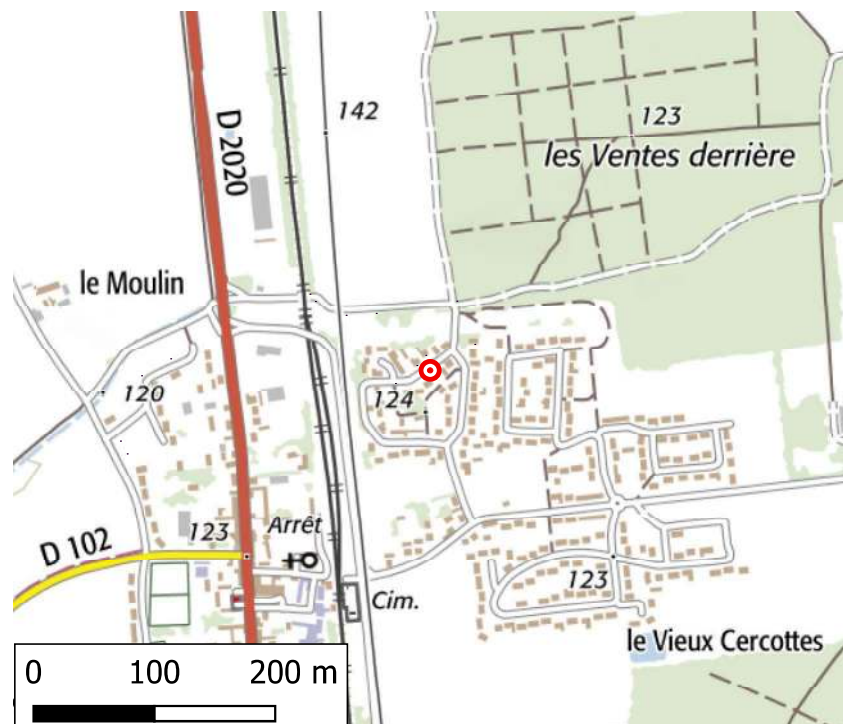 142
123
les Ventes derrière
D 2020
le Moulin
120
124
123
Arrêt
D 102
123
Cim.
le Vieux Cercottes
0 100 200 m